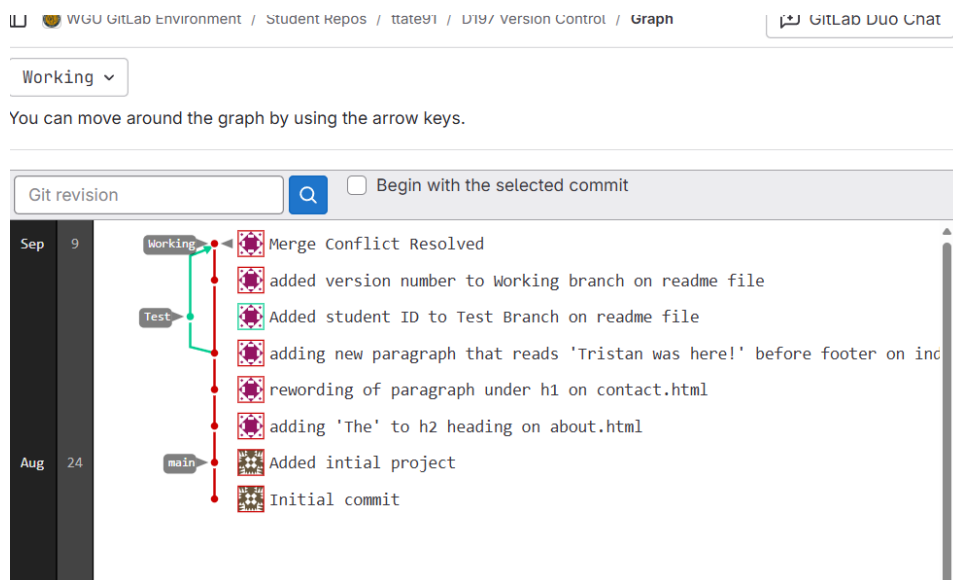 WGU GitLab Environment / Student Repos / ttate91 / D197 Version Control / Graph
GitLab Duo Chat
Working
You can move around the graph by using the arrow keys.
Git revision
Begin with the selected commit
Sep 9 Working Merge Conflict Resolved
added version number to Working branch on readme file
Test Added student ID to Test Branch on readme file
adding new paragraph that reads 'Tristan was here!' before footer on ind
rewording of paragraph under h1 on contact.html
adding 'The' to h2 heading on about.html
Aug 24 main Added intial project
Initial commit